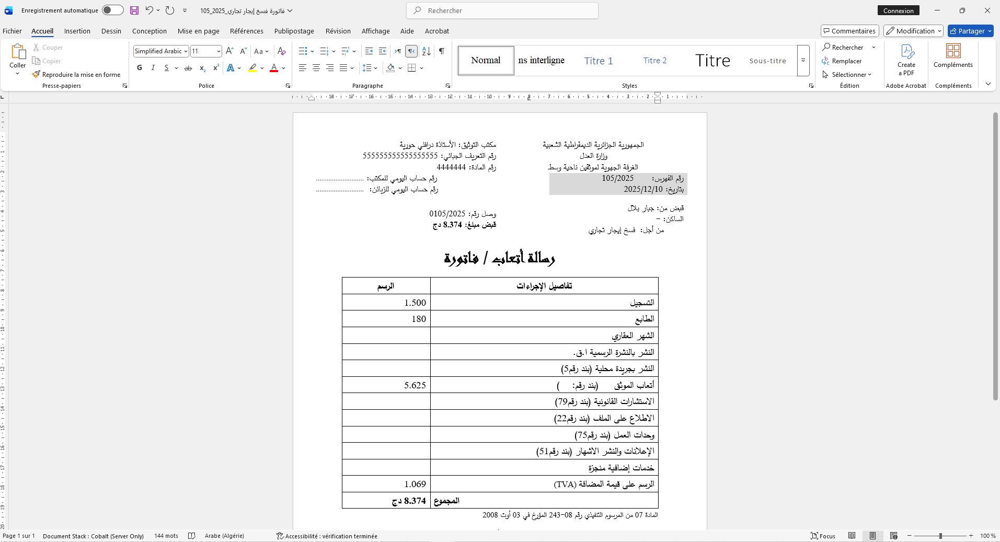 Enregistrement automatique
فاتورة فسخ إيجار تجاري_2025_105
Rechercher
Connexion
Fichier Accueil Insertion Dessin Conception Mise en page Références Publipostage Révision Affichage Aide Acrobat
Commentaires Modification Partager
Coller
Couper
Copier
Reproduire la mise en forme
Presse-papiers
Simplified Arabic 11
Police
Paragraphe
Normal
ns interligne
Titre 1
Titre 2
Titre
Sous-titre
Styles
Rechercher
Remplacer
Sélectionner
Édition
Create a PDF
Adobe Acrobat
Compléments
Compléments
18 17 16 15 14 13 12 11 10 9 8 7 6 5 4 3 2 1
الجمهورية الجزائرية الديمقراطية الشعبية
وزارة العدل
الغرفة الجهوية لموثقين ناحية وسط
رقم الفهرس: 105/2025
بتاريخ: 2025/12/10
مكتب التوثيق: الأستاذة درافلي حورية
رقم التعريف الجبائي: 555555555555555555
رقم المادة: 4444444
رقم حساب اليومي للمكتب: ...........................
رقم حساب اليومي للزبائن: ...........................
قبض من: جبار بلال
الساكن: –
من أجل: فسخ إيجار تجاري
وصل رقم: 0105/2025
قبض مبلغ: 8.374 دج
رسالة أتعاب / فاتورة
تفاصيل الإجراءات الرسم
التسجيل 1.500
الطابع 180
الشهر العقاري
النشر بالنشرة الرسمية ا.ق.
النشر بجريدة محلية (بند رقم5)
أتعاب الموثق (بند رقم: ) 5.625
الاستشارات القانونية (بند رقم79)
الاطلاع على الملف (بند رقم22)
وحدات العمل (بند رقم75)
الإعلانات والنشر الاشهار (بند رقم51)
خدمات إضافية منجزة
الرسم على قيمة المضافة (TVA) 1.069
المجموع 8.374 دج
المادة 07 من المرسوم التنفيذي رقم 08–243 المؤرخ في 03 أوت 2008
Page 1 sur 1 Document Stack : Cobalt (Server Only) 144 mots Arabe (Algérie) Accessibilité : vérification terminée Focus 100 %